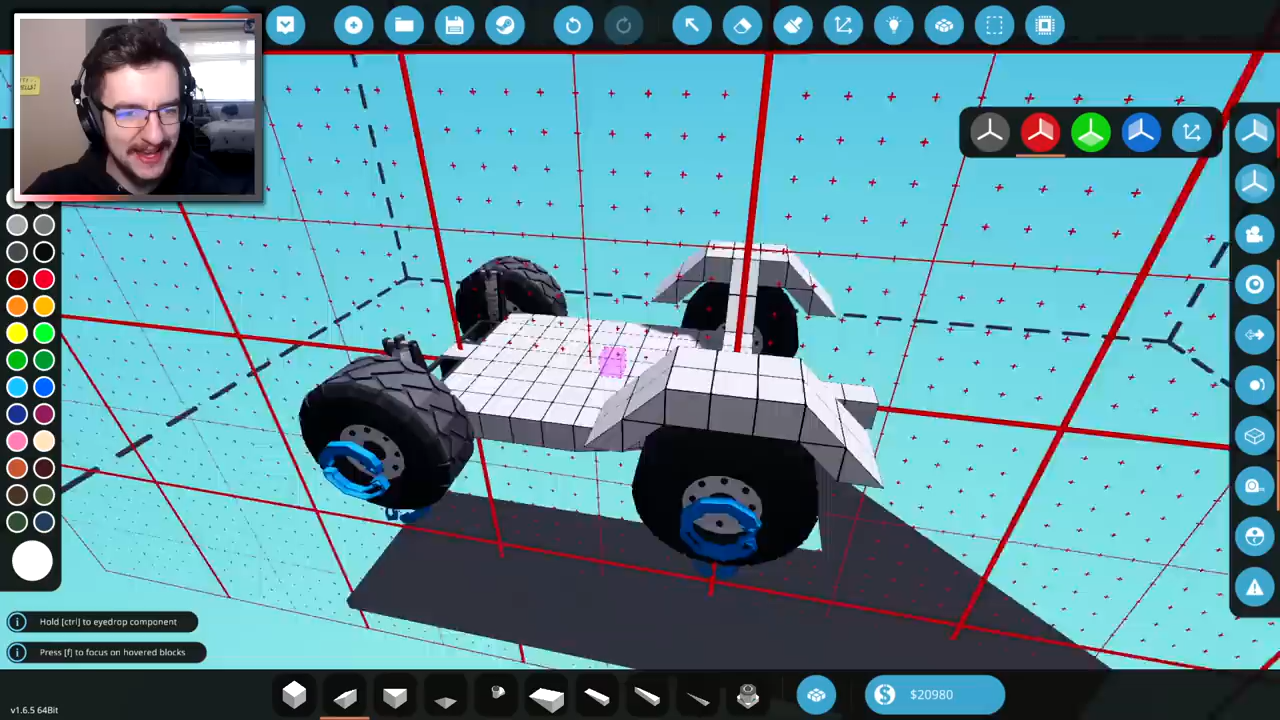 Hold [ctrl] to eyedrop component
Press [f] to focus on hovered blocks
$20980
v1.6.5 64Bit